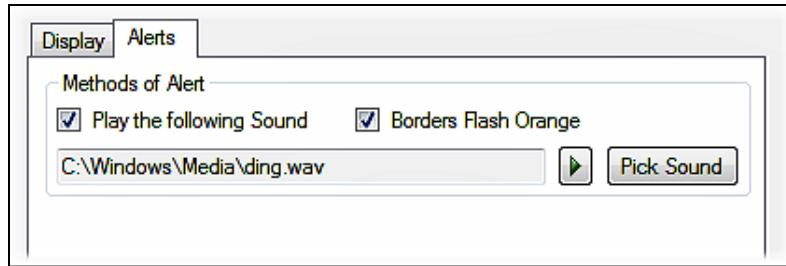 Display Alerts
Methods of Alert
Play the following Sound Borders Flash Orange
C:\Windows\Media\ding.wav Pick Sound